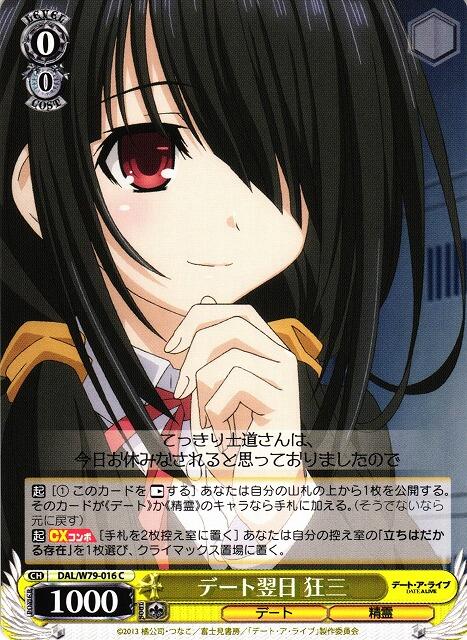 LEVEL
0
0
COST
てっきり士道さんは、
今日お休みなされると思っておりましたので
起 [① このカードを する] あなたは自分の山札の上から1枚を公開する。
そのカードが《デート》か《精霊》のキャラなら手札に加える。(そうでないなら
元に戻す)
起 CXコンボ [手札を2枚控え室に置く] あなたは自分の控え室の「立ちはだか
る存在」を1枚選び、クライマックス置場に置く。
CH DAL/W79-016 C
POWER 1000
SOUL
デート翌日 狂三
デート・ア・ライブ
DATE A LIVE
デート 精霊
©2013 橘公司・つなこ/富士見書房/「デート・ア・ライブ」製作委員会